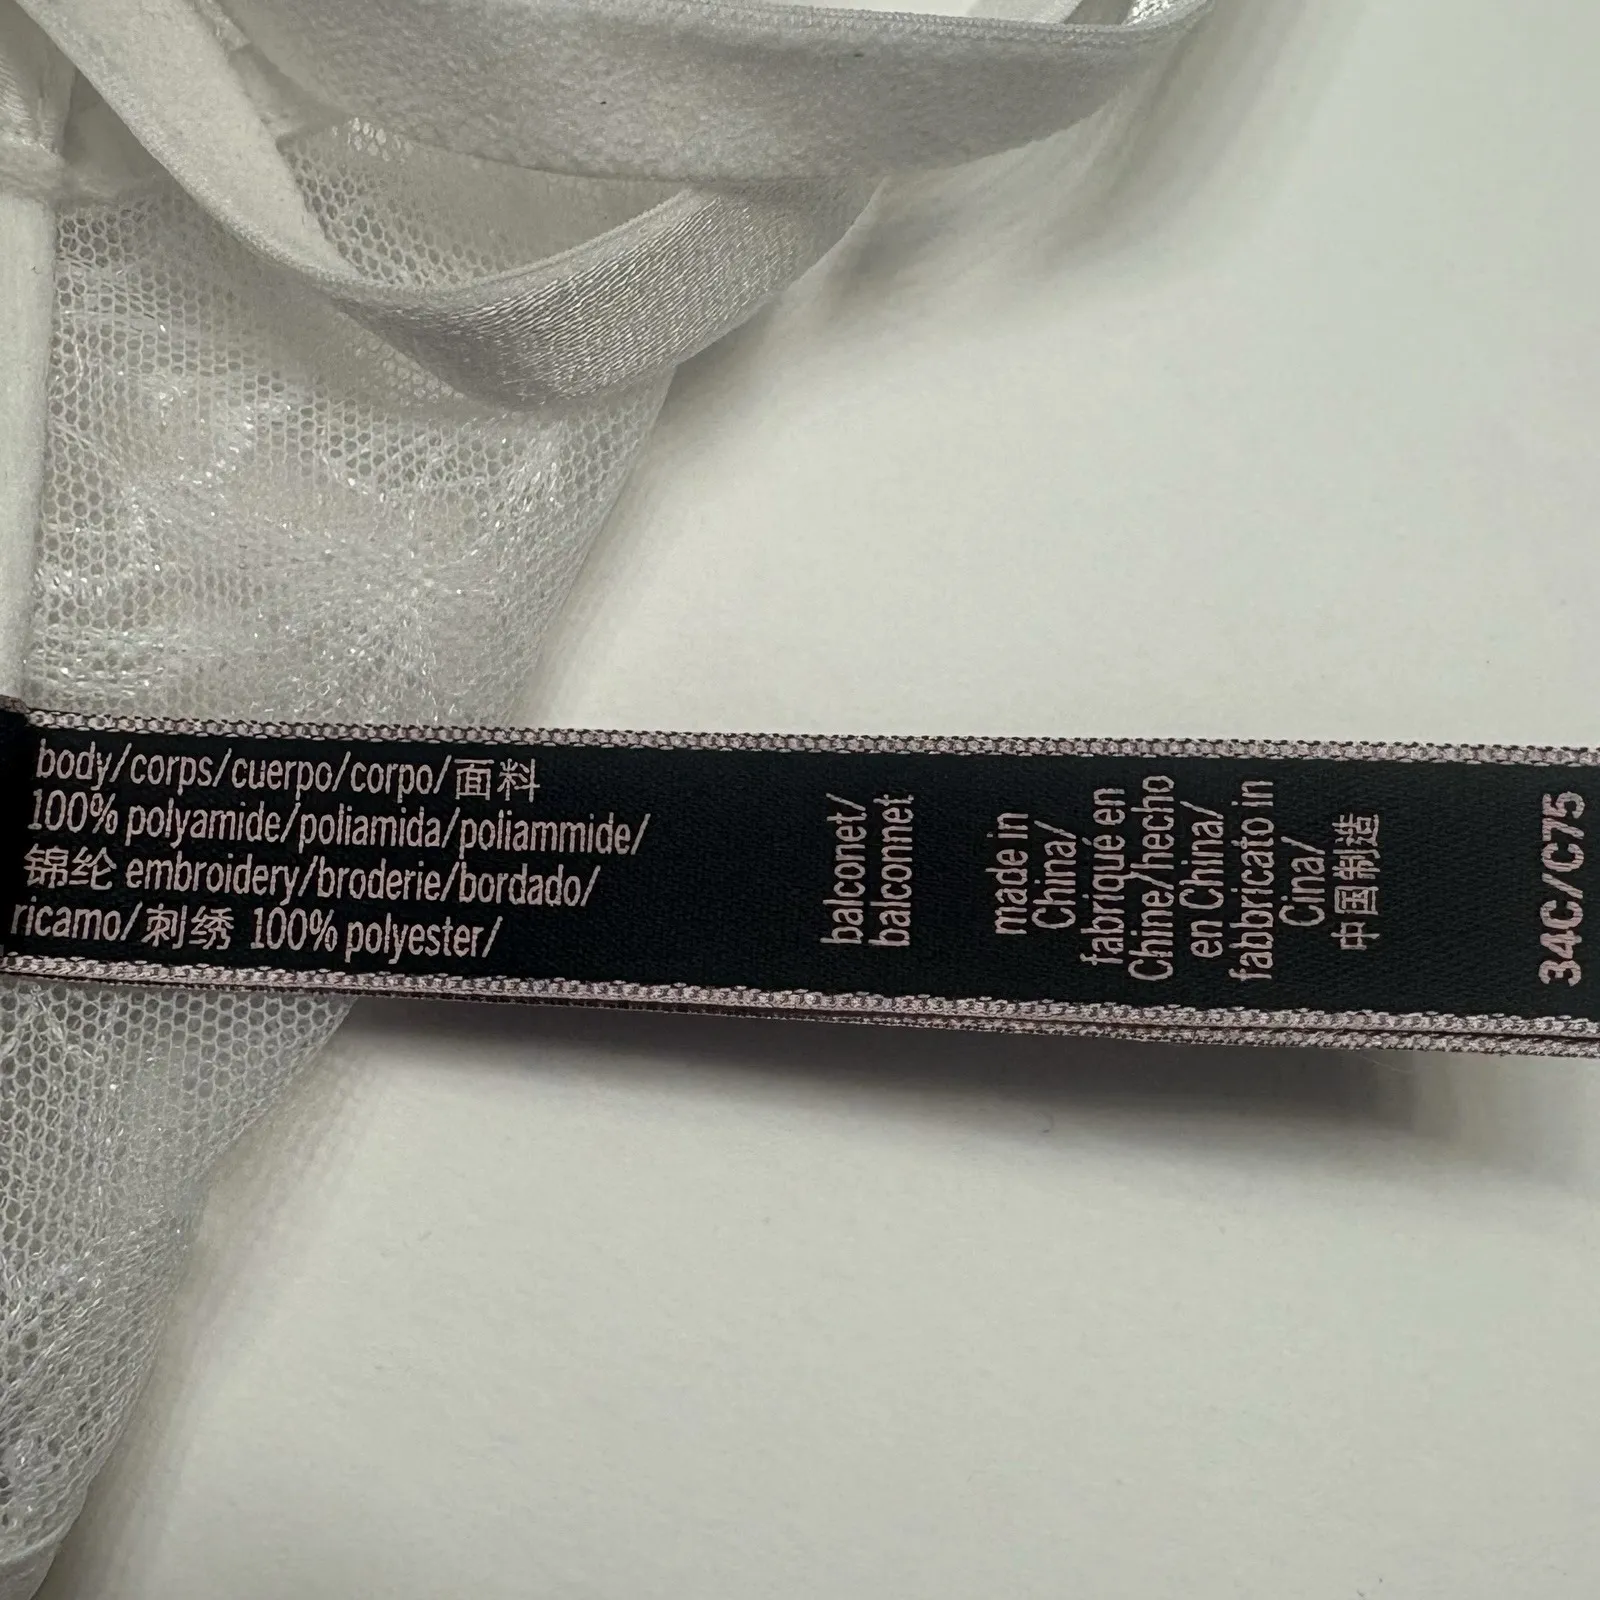 body/corps/cuerpo/corpo/面料
100% polyamide/poliamida/poliammide/
锦纶 embroidery/broderie/bordado/
ricamo/刺绣 100% polyester/
balconet/
balconnet
made in
China/
fabriqué en
Chine/hecho
en China/
fabbricato in
Cina/
中国制造
34C/C75